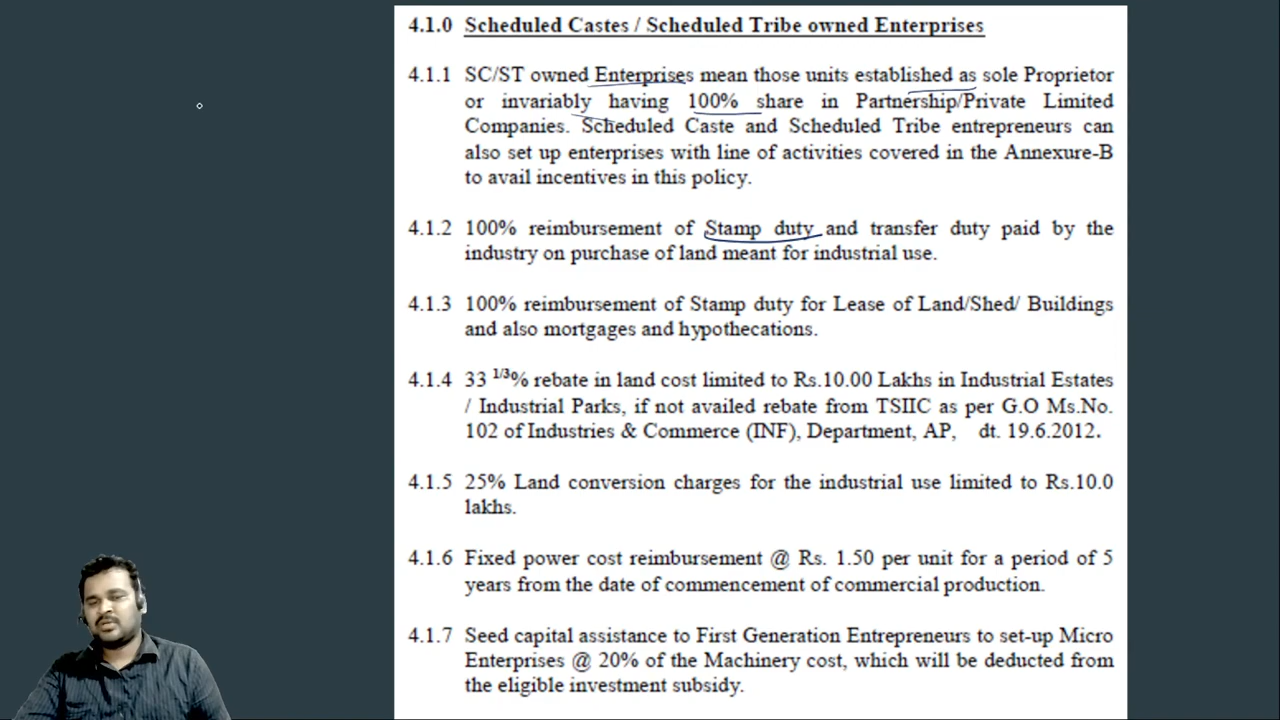 4.1.0 Scheduled Castes / Scheduled Tribe owned Enterprises
4.1.1 SC/ST owned Enterprises mean those units established as sole Proprietor
or invariably having 100% share in Partnership/Private Limited
Companies. Scheduled Caste and Scheduled Tribe entrepreneurs can
also set up enterprises with line of activities covered in the Annexure-B
to avail incentives in this policy.
4.1.2 100% reimbursement of Stamp duty and transfer duty paid by the
industry on purchase of land meant for industrial use.
4.1.3 100% reimbursement of Stamp duty for Lease of Land/Shed/ Buildings
and also mortgages and hypothecations.
4.1.4 33 1/3% rebate in land cost limited to Rs.10.00 Lakhs in Industrial Estates
/ Industrial Parks, if not availed rebate from TSIIC as per G.O Ms.No.
102 of Industries & Commerce (INF), Department, AP, dt. 19.6.2012.
4.1.5 25% Land conversion charges for the industrial use limited to Rs.10.0
lakhs.
4.1.6 Fixed power cost reimbursement @ Rs. 1.50 per unit for a period of 5
years from the date of commencement of commercial production.
4.1.7 Seed capital assistance to First Generation Entrepreneurs to set-up Micro
Enterprises @ 20% of the Machinery cost, which will be deducted from
the eligible investment subsidy.